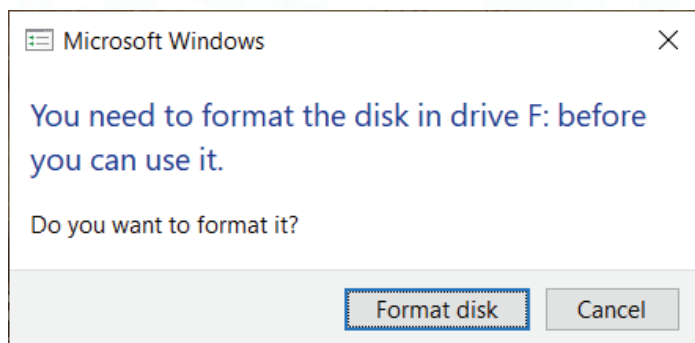 Microsoft Windows
You need to format the disk in drive F: before
you can use it.
Do you want to format it?
Format disk
Cancel